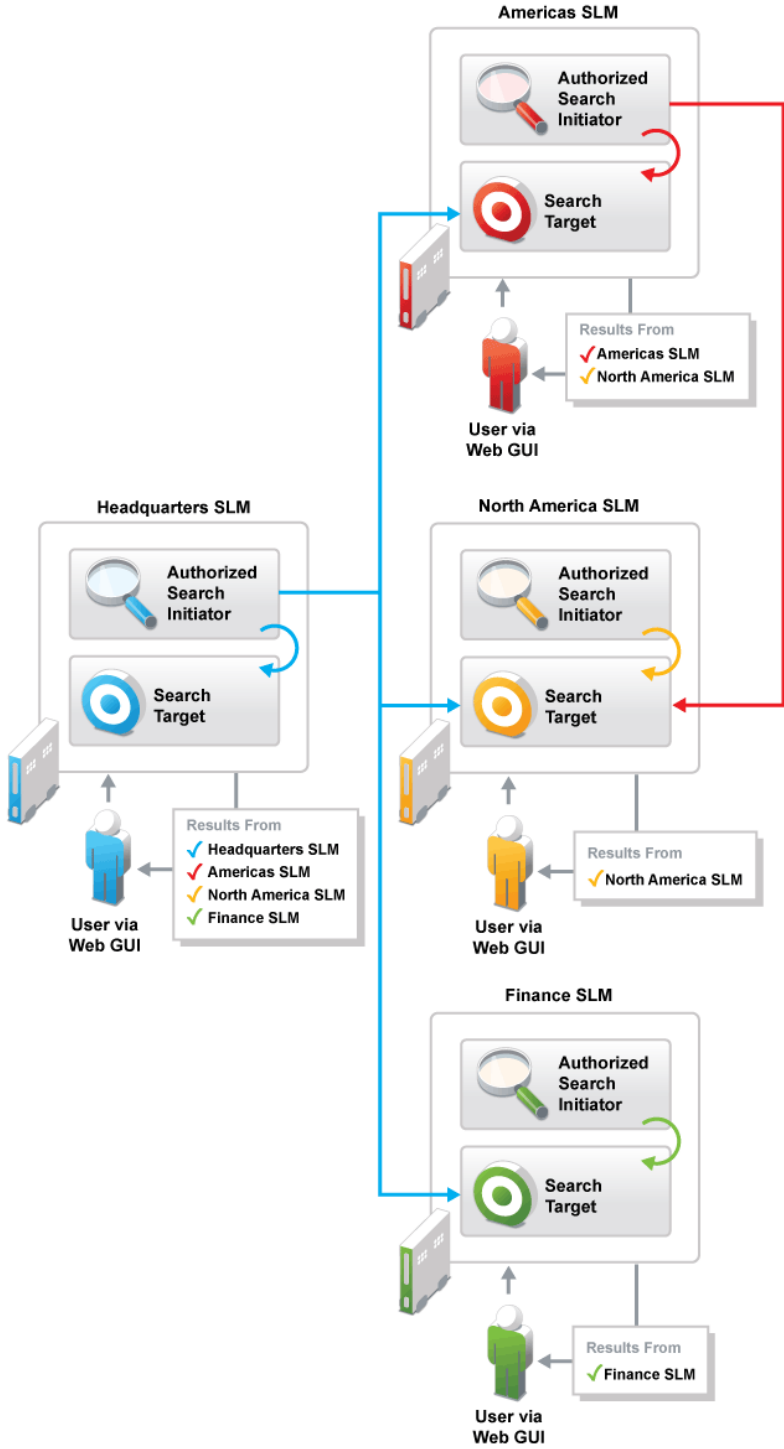 Americas SLM
Authorized
Search
Initiator
Search
Target
Results From
Americas SLM
North America SLM
User via
Web GUI
Headquarters SLM
Authorized
Search
Initiator
Search
Target
Results From
Headquarters SLM
Americas SLM
North America SLM
Finance SLM
User via
Web GUI
North America SLM
Authorized
Search
Initiator
Search
Target
Results From
North America SLM
User via
Web GUI
Finance SLM
Authorized
Search
Initiator
Search
Target
Results From
Finance SLM
User via
Web GUI